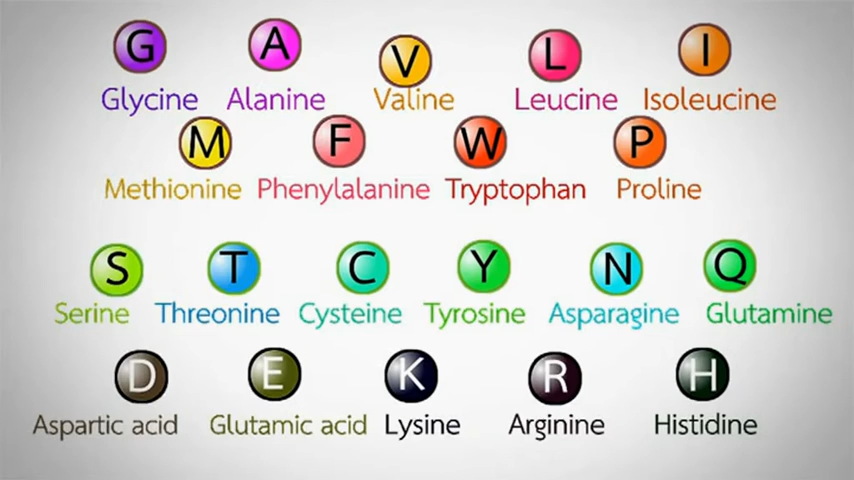 G A V L I
Glycine Alanine Valine Leucine Isoleucine
M F W P
Methionine Phenylalanine Tryptophan Proline
S T C Y N Q
Serine Threonine Cysteine Tyrosine Asparagine Glutamine
D E K R H
Aspartic acid Glutamic acid Lysine Arginine Histidine